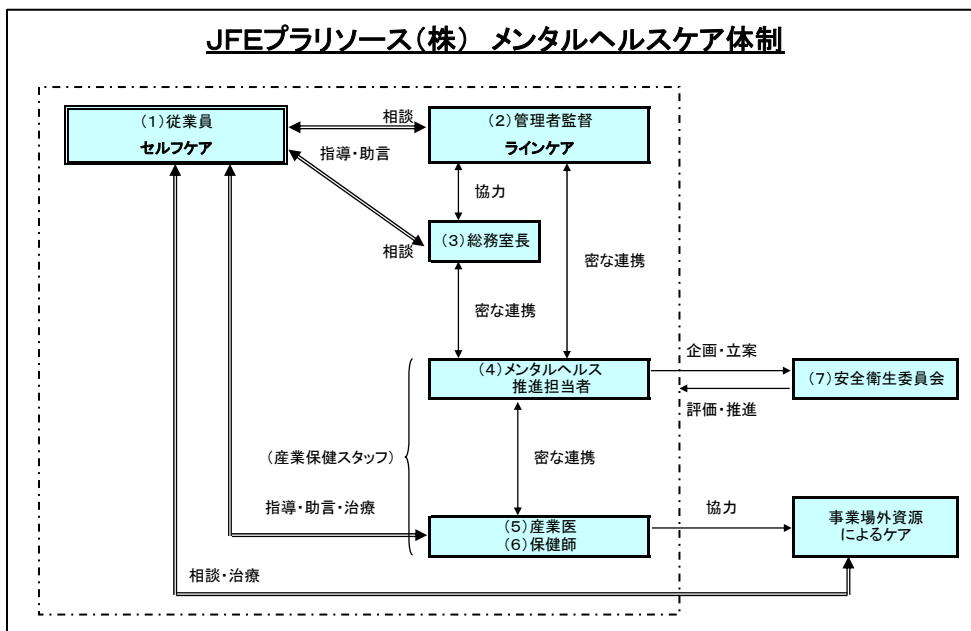 JFEプラリソース(株) メンタルヘルスケア体制
(1)従業員
セルフケア
相談
(2)管理者監督
ラインケア
指導・助言
協力
相談
(3)総務室長
密な連携
密な連携
企画・立案
(4)メンタルヘルス
推進担当者
(7)安全衛生委員会
評価・推進
(産業保健スタッフ)
密な連携
指導・助言・治療
(5)産業医
(6)保健師
協力
事業場外資源
によるケア
相談・治療